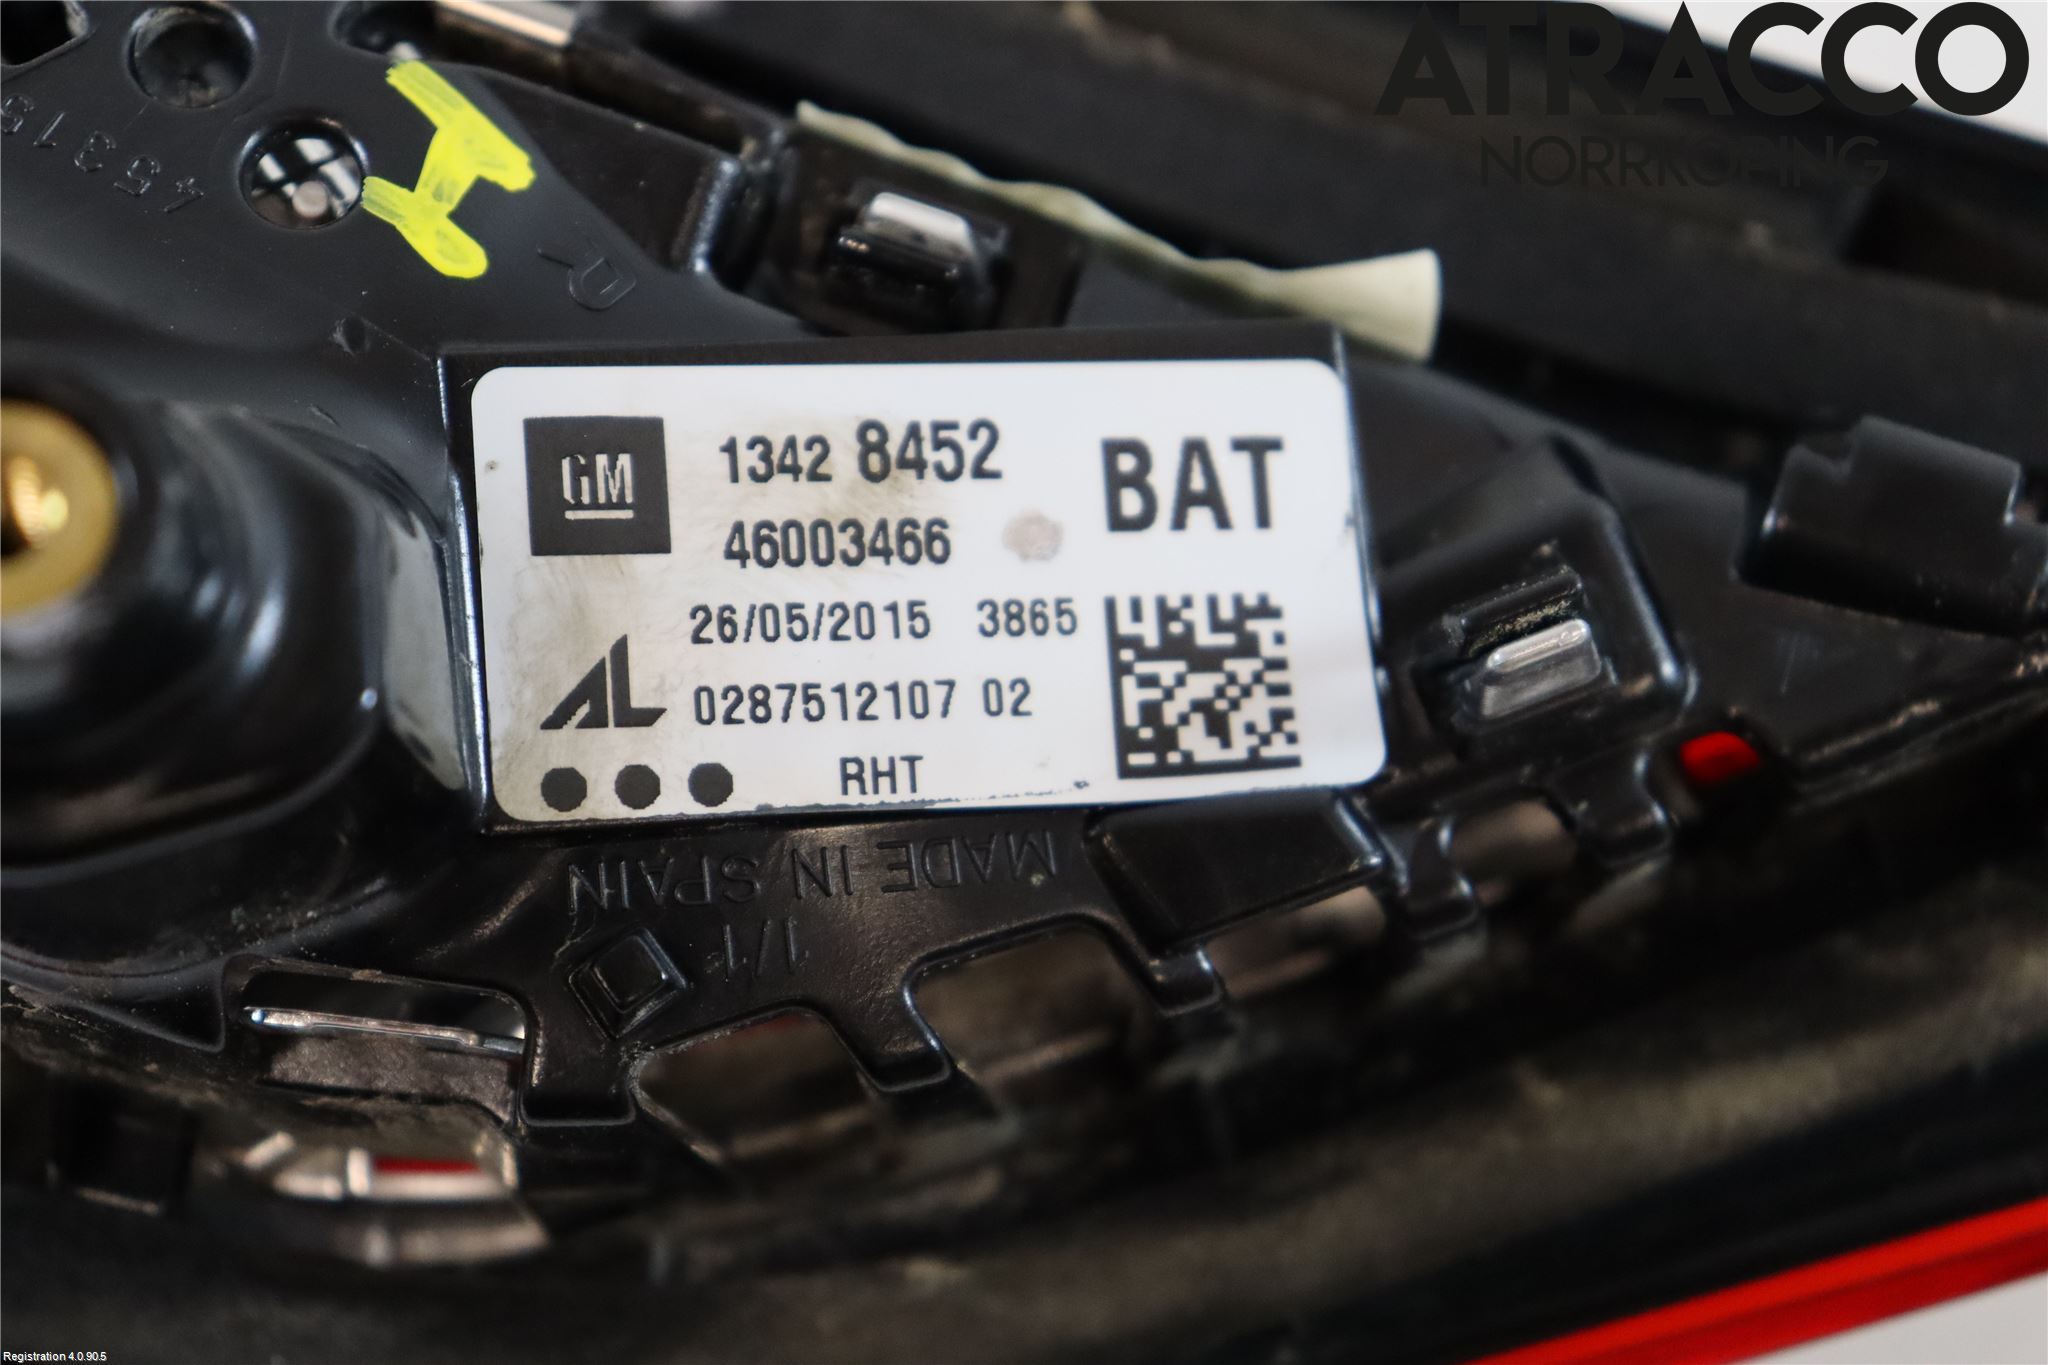 ATRACCO
NORRKÖPING
45315
R
GM
1342 8452
BAT
46003466
26/05/2015 3865
AL
0287512107 02
RHT
MADE IN SPAIN
1/1
Registration 4.0.90.5